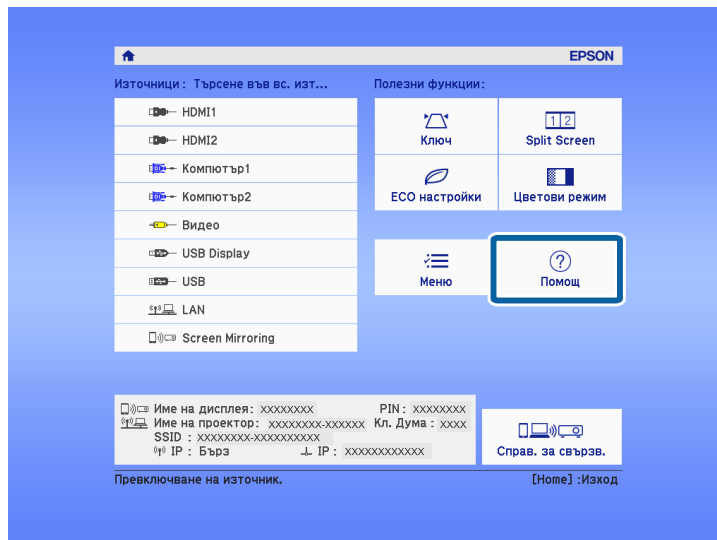 EPSON
Източници : Търсене във вс. изт...
HDMI1
HDMI2
Компютър1
Компютър2
Видео
USB Display
USB
LAN
Screen Mirroring
Полезни функции:
Ключ
1 2
Split Screen
ECO настройки
Цветови режим
Меню
?
Помощ
Име на дисплея: XXXXXXXX PIN: XXXXXXXX
Име на проектор: XXXXXXXX-XXXXXX Кл. Дума : XXXX
SSID : XXXXXXXX-XXXXXXXXXX
IP : Бърз IP : XXXXXXXXXXXX
Справ. за свързв.
Превключване на източник. [Home] :Изход